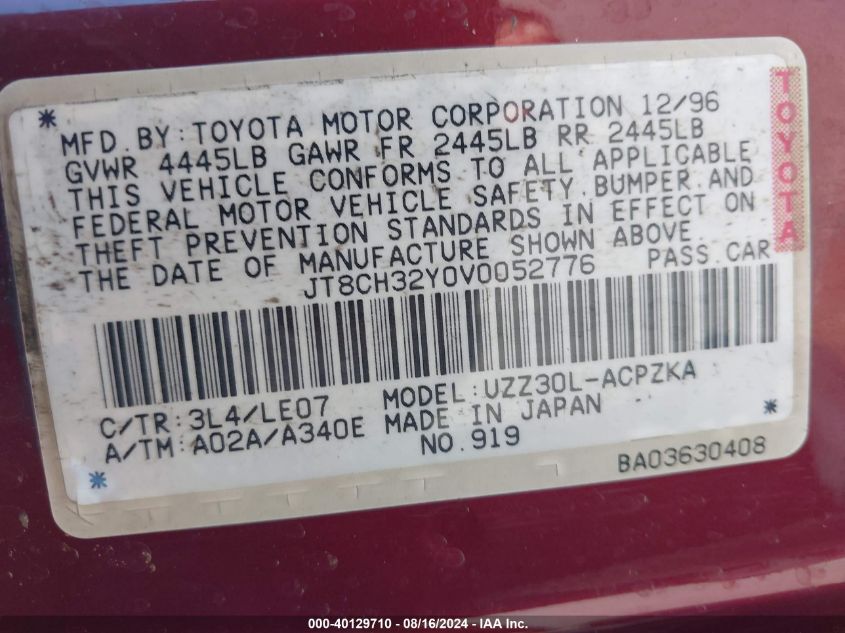 * MFD. BY: TOYOTA MOTOR CORPORATION 12/96
GVWR 4445LB GAWR FR 2445LB RR 2445LB
THIS VEHICLE CONFORMS TO ALL APPLICABLE
FEDERAL MOTOR VEHICLE SAFETY, BUMPER AND
THEFT PREVENTION STANDARDS IN EFFECT ON
THE DATE OF MANUFACTURE SHOWN ABOVE
JT8CH32Y0V0052776 PASS. CAR
TOYOTA
C/TR: 3L4/LE07 MODEL: UZZ30L-ACPZKA
A/TM: A02A/A340E MADE IN JAPAN *
* NO. 919
BA03630408
000-40129710 - 08/16/2024 - IAA Inc.